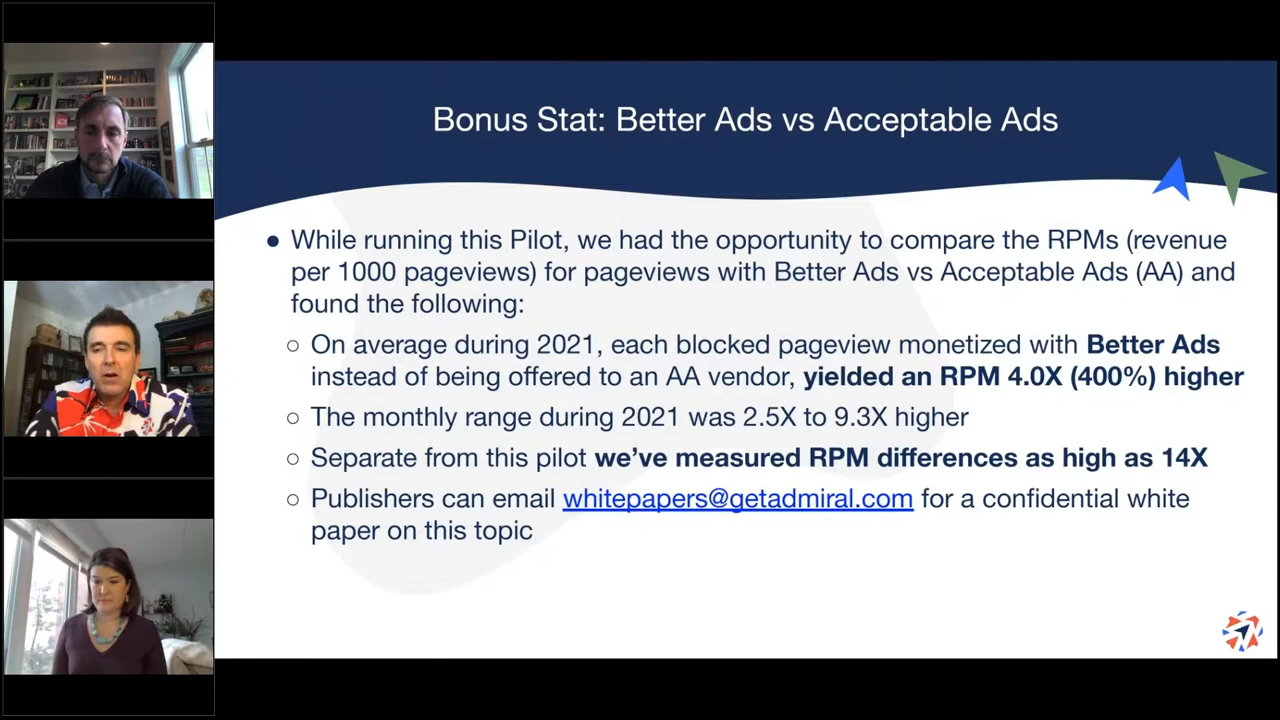 Bonus Stat: Better Ads vs Acceptable Ads
● While running this Pilot, we had the opportunity to compare the RPMs (revenue
per 1000 pageviews) for pageviews with Better Ads vs Acceptable Ads (AA) and
found the following:
○ On average during 2021, each blocked pageview monetized with Better Ads
instead of being offered to an AA vendor, yielded an RPM 4.0X (400%) higher
○ The monthly range during 2021 was 2.5X to 9.3X higher
○ Separate from this pilot we’ve measured RPM differences as high as 14X
○ Publishers can email whitepapers@getadmiral.com for a confidential white
paper on this topic